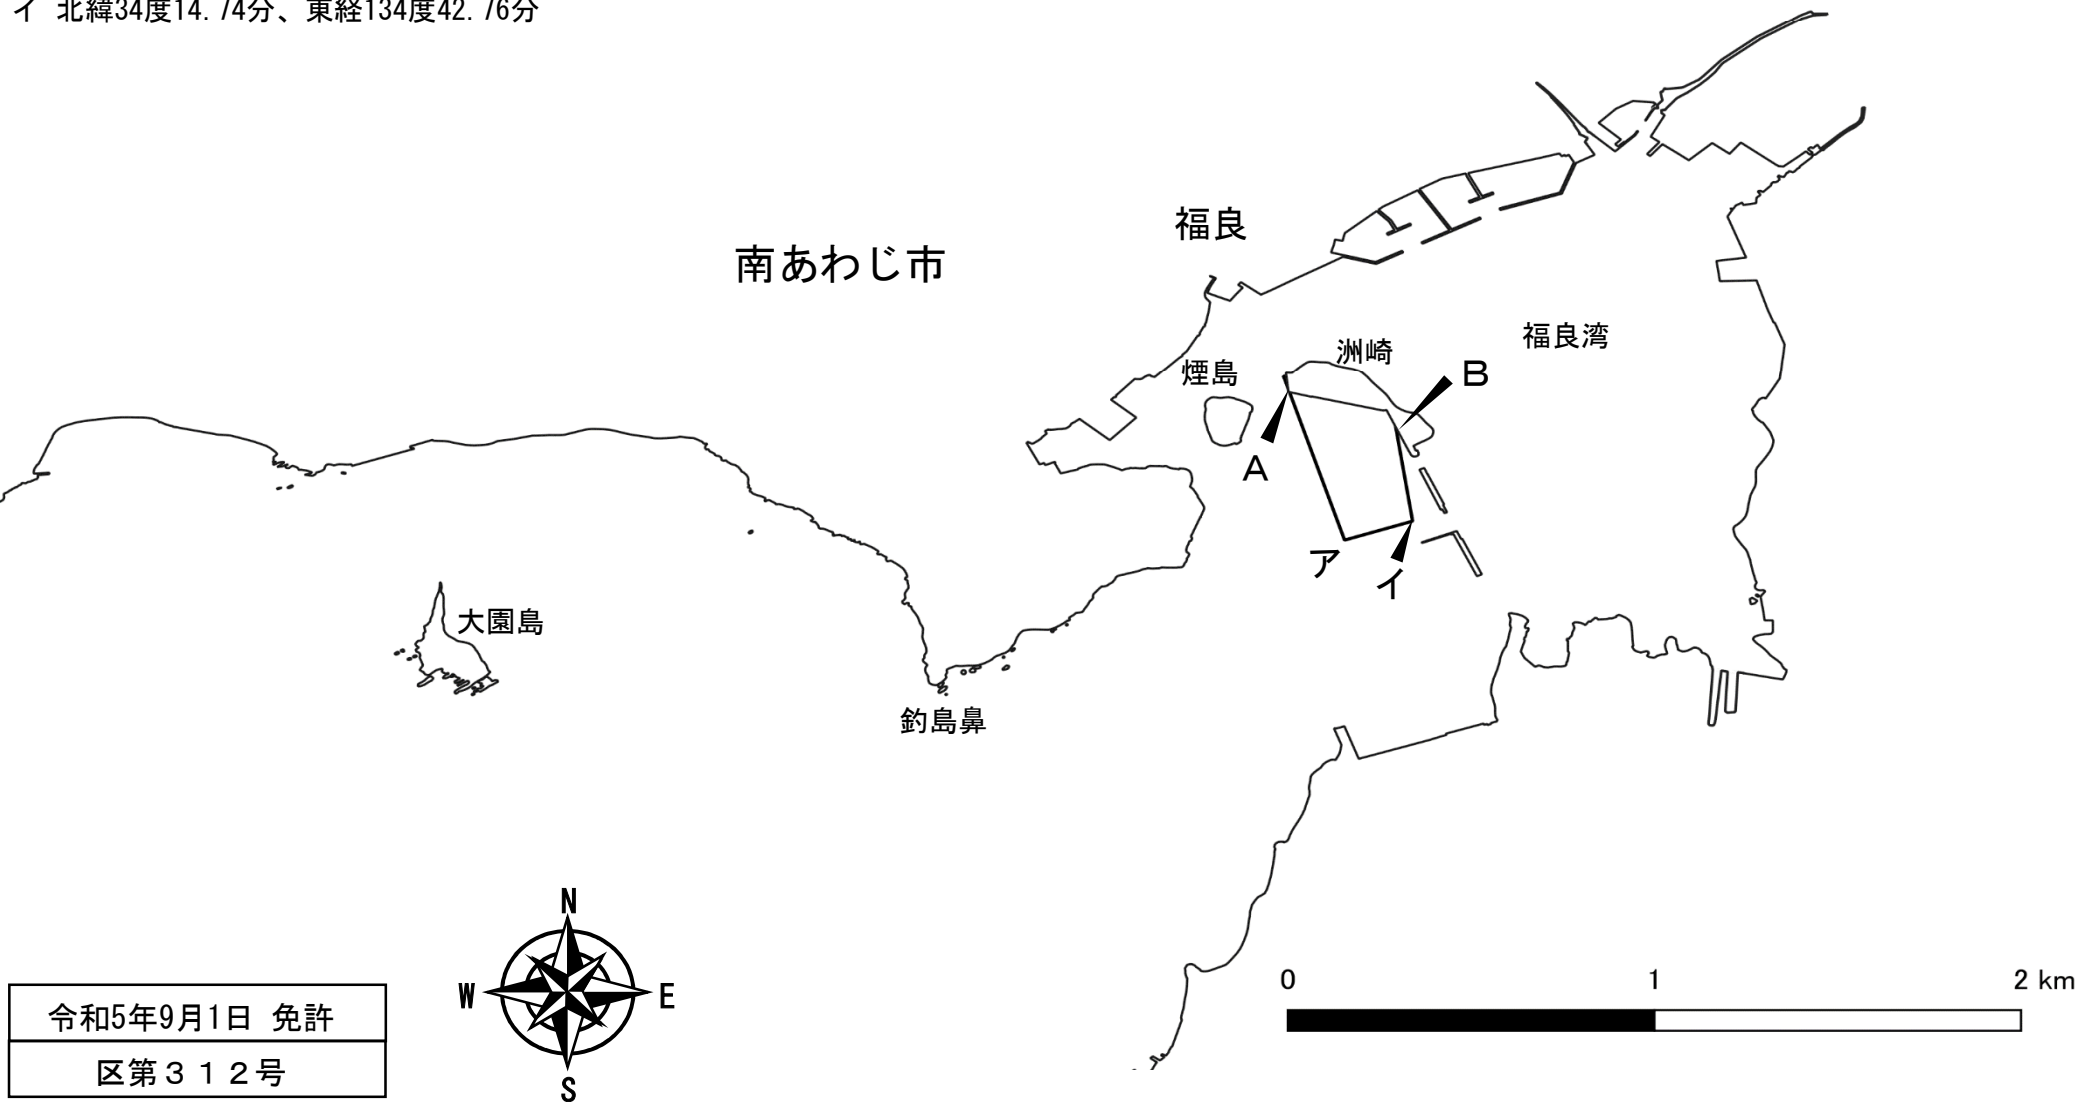 イ 北緯34度14.74分、東経134度42.76分
福良
南あわじ市
福良湾
洲崎
煙島
B
A
ア
イ
大園島
釣島鼻
N
W
E
S
0
1
2 km
令和5年9月1日 免許
区第３１２号